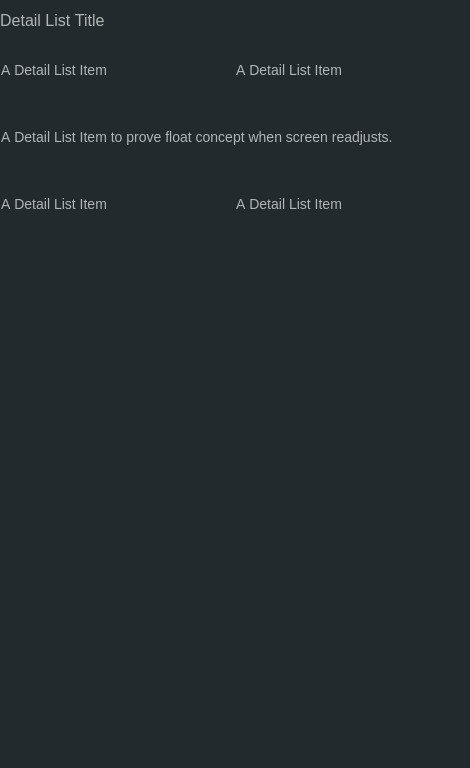 Detail List Title
A Detail List Item
A Detail List Item
A Detail List Item to prove float concept when screen readjusts.
A Detail List Item
A Detail List Item